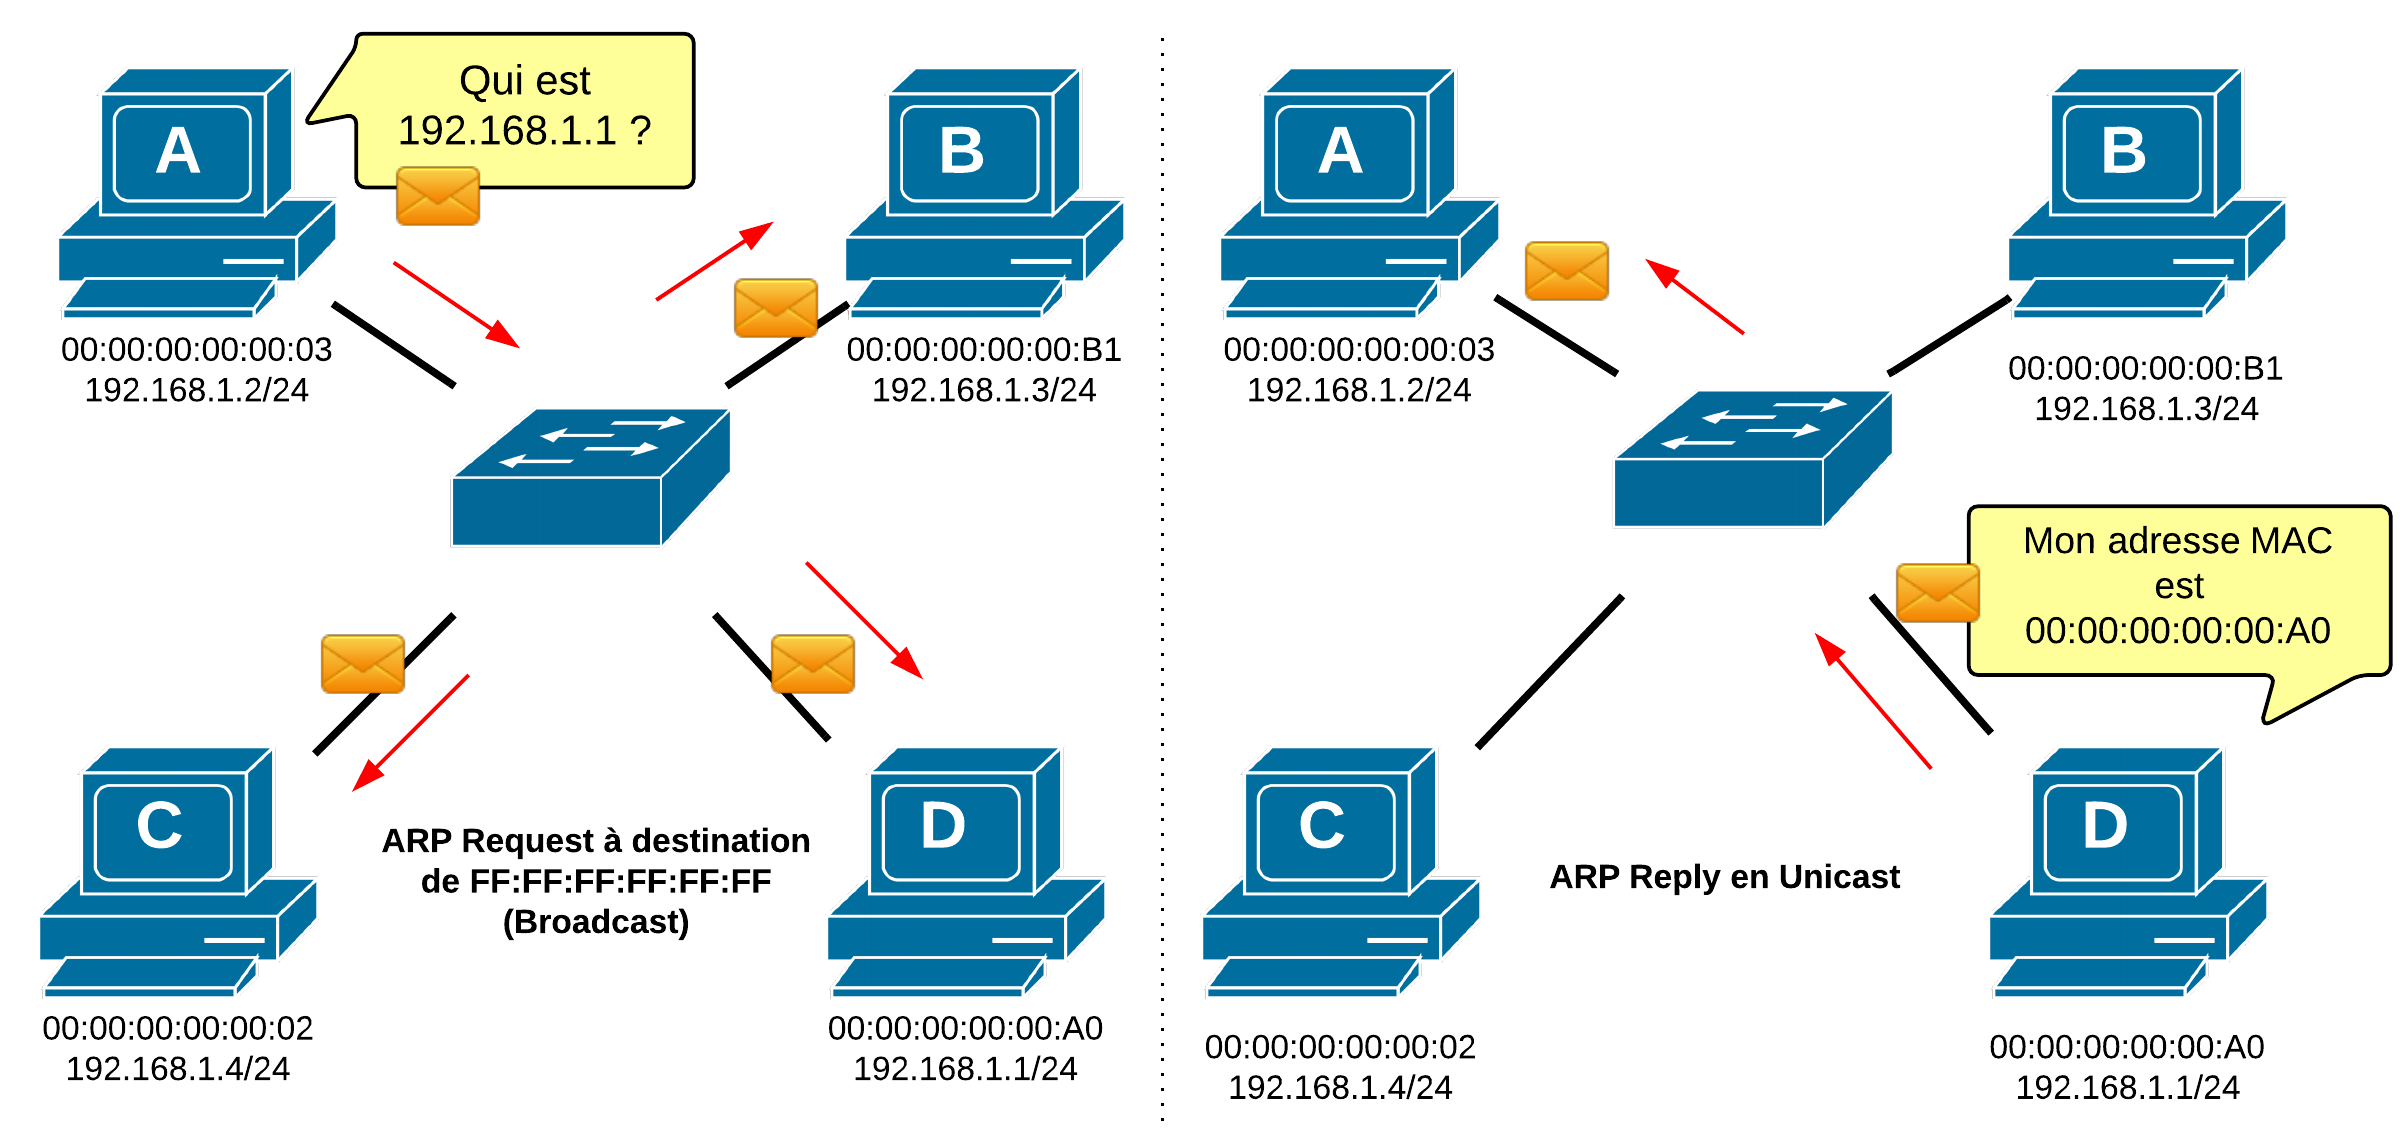 A
Qui est
192.168.1.1 ?
B
00:00:00:00:00:03
192.168.1.2/24
00:00:00:00:00:B1
192.168.1.3/24
C
ARP Request à destination
de FF:FF:FF:FF:FF:FF
(Broadcast)
D
00:00:00:00:00:02
192.168.1.4/24
00:00:00:00:00:A0
192.168.1.1/24
A
B
00:00:00:00:00:03
192.168.1.2/24
00:00:00:00:00:B1
192.168.1.3/24
Mon adresse MAC
est
00:00:00:00:00:A0
C
ARP Reply en Unicast
D
00:00:00:00:00:02
192.168.1.4/24
00:00:00:00:00:A0
192.168.1.1/24